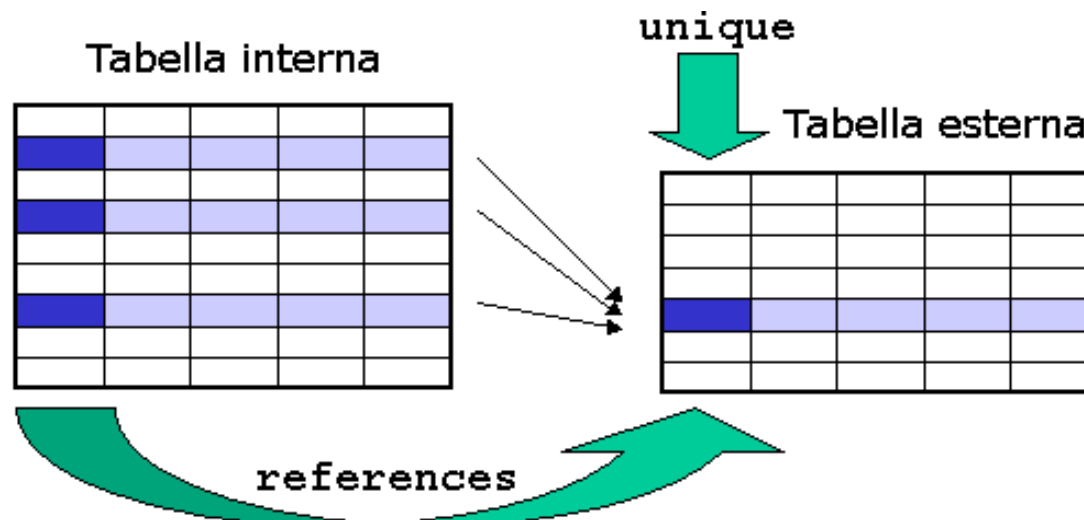 Tabella interna
unique
Tabella esterna
references